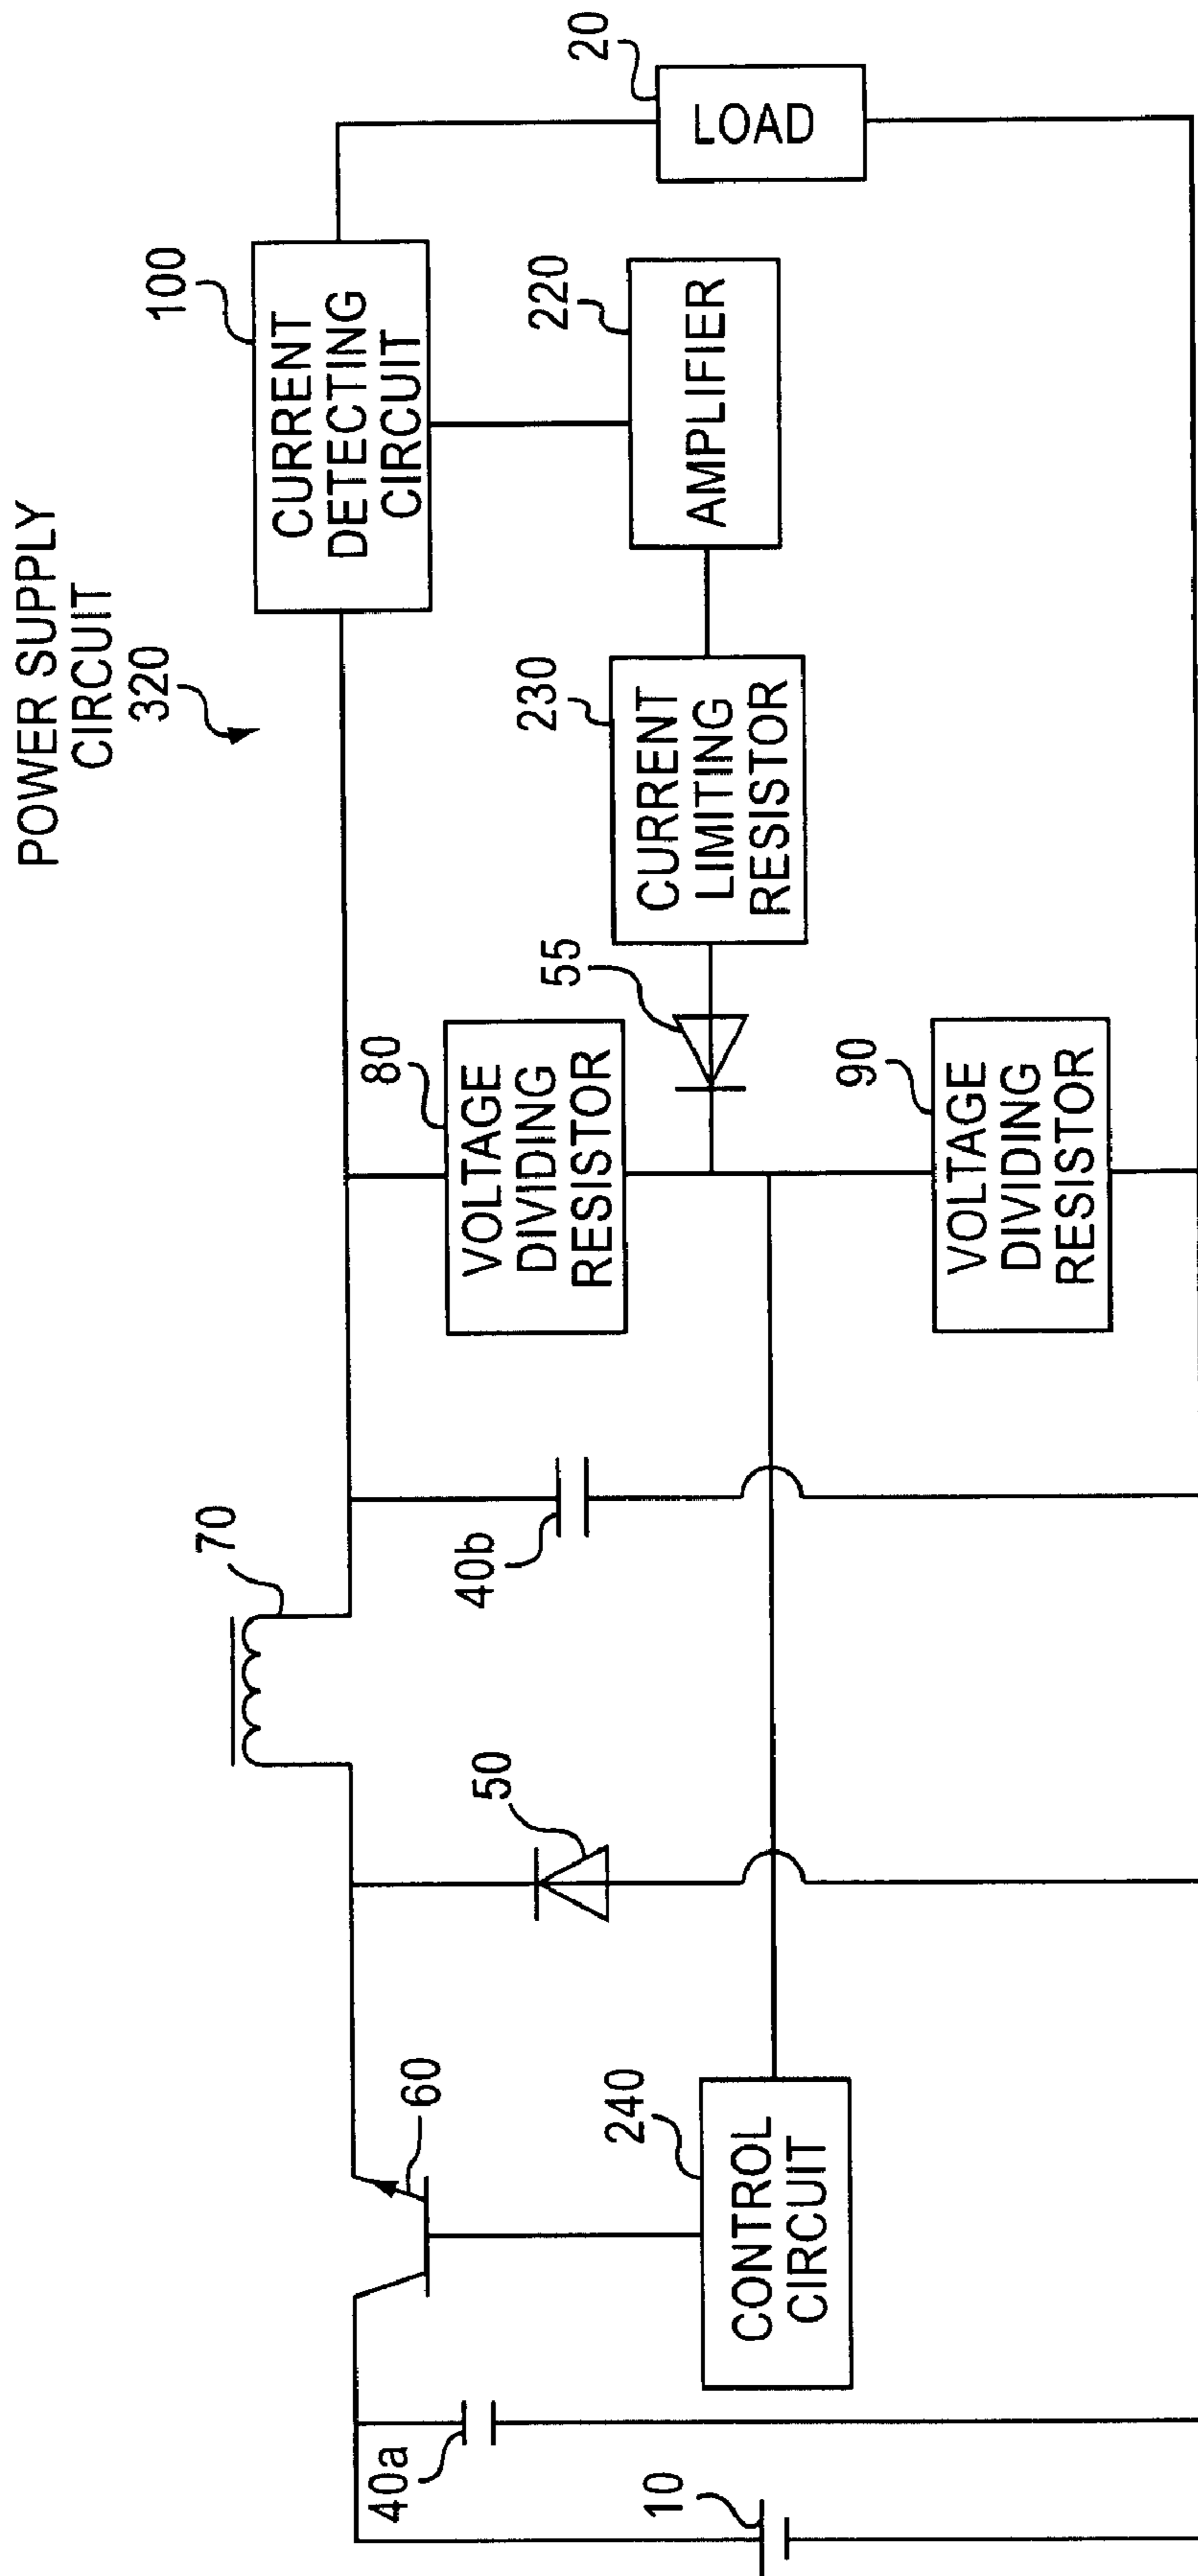 POWER SUPPLY
CIRCUIT
320
70
100
CURRENT
DETECTING
CIRCUIT
20
LOAD
60
50
40b
80
VOLTAGE
DIVIDING
RESISTOR
55
230
CURRENT
LIMITING
RESISTOR
220
AMPLIFIER
40a
10
240
CONTROL
CIRCUIT
90
VOLTAGE
DIVIDING
RESISTOR